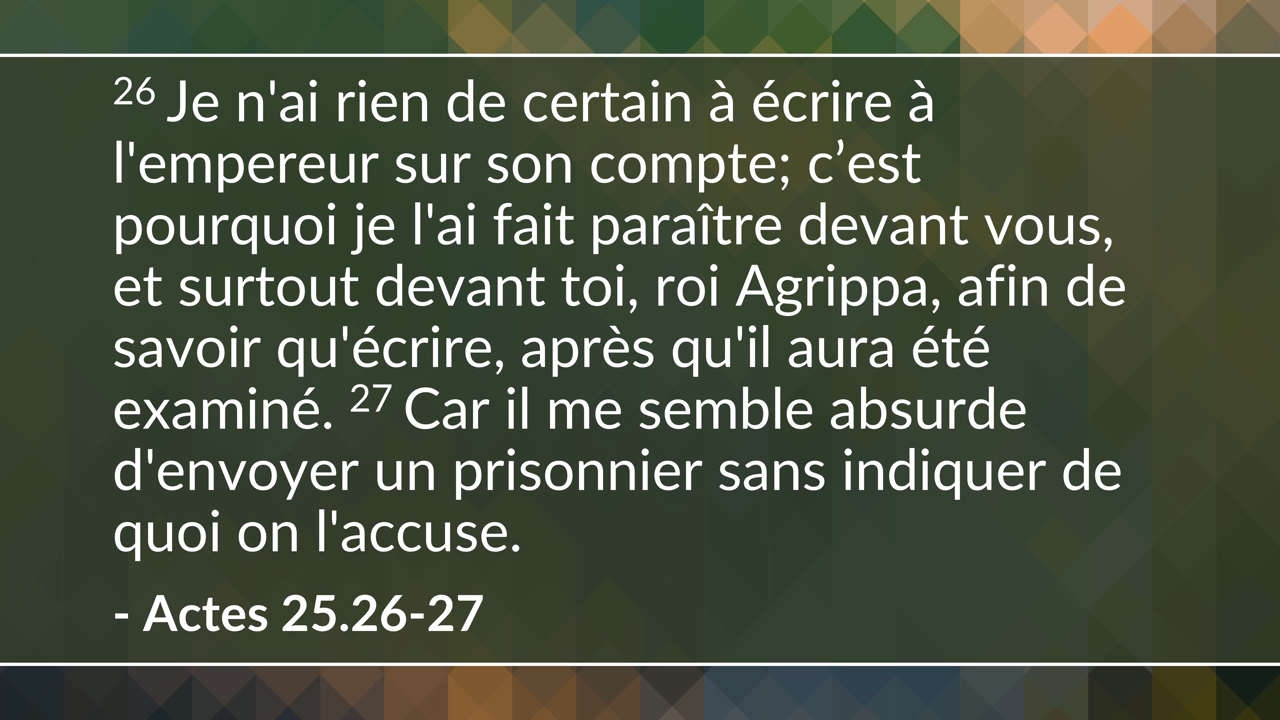 26 Je n'ai rien de certain à écrire à
l'empereur sur son compte; c’est
pourquoi je l'ai fait paraître devant vous,
et surtout devant toi, roi Agrippa, afin de
savoir qu'écrire, après qu'il aura été
examiné. 27 Car il me semble absurde
d'envoyer un prisonnier sans indiquer de
quoi on l'accuse.
- Actes 25.26-27